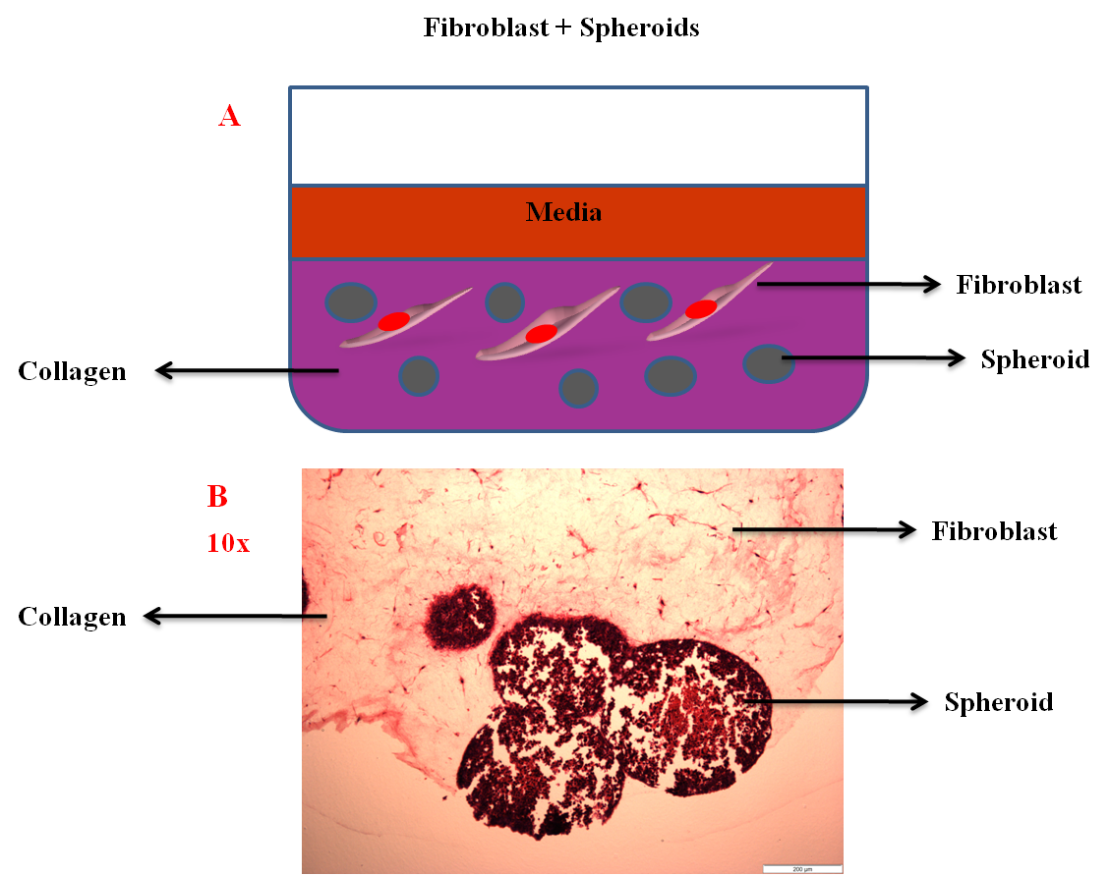 Fibroblast + Spheroids
A
Media
Fibroblast
Spheroid
Collagen
B
10x
Fibroblast
Collagen
Spheroid
200 µm